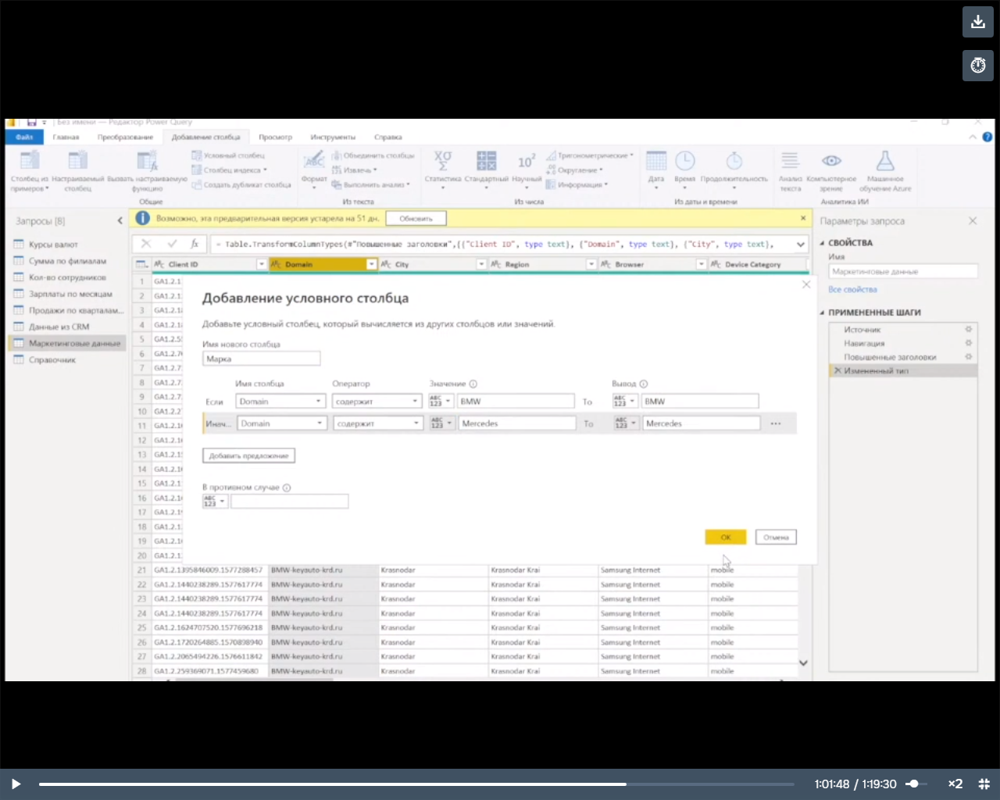 Без имени — Редактор Power Query
Файл Главная Преобразование Добавление столбца Просмотр Инструменты Справка
Столбец из примеров Настраиваемый столбец Вызвать настраиваемую функцию
Условный столбец
Столбец индекса
Создать дубликат столбца
Общие
Формат
Объединить столбцы
Извлечь
Выполнить анализ
Из текста
XΟ Σ Статистика Стандартный 10² Научный
Тригонометрические
Округление
Информация
Из числа
Дата Время Продолжительность
Из даты и времени
Анализ текста Компьютерное зрение Машинное обучение Azure
Аналитика ИИ
Запросы [8]
Курсы валют
Сумма по филиалам
Кол-во сотрудников
Зарплаты по месяцам
Продажи по кварталам...
Данные из CRM
Маркетинговые данные
Справочник
Возможно, эта предварительная версия устарела на 51 дн. Обновить
= Table.TransformColumnTypes(#"Повышенные заголовки",{{"Client ID", type text}, {"Domain", type text}, {"City", type text},
Client ID Domain City Region Browser Device Category
1 GA1.2.1
2 GA1.2.1
3 GA1.2.1
4 GA1.2.1
5 GA1.2.5
6 GA1.2.7
7 GA1.2.7
8 GA1.2.7
9 GA1.2.7
10 GA1.2.2
11 GA1.2.1
12 GA1.2.1
13 GA1.2.1
14 GA1.2.1
15 GA1.2.1
16 GA1.2.1
17 GA1.2.1
18 GA1.2.1
19 GA1.2.1
20 GA1.2.1
Добавление условного столбца
Добавьте условный столбец, который вычисляется из других столбцов или значений.
Имя нового столбца
Марка
Имя столбца Оператор Значение Вывод
Если Domain содержит ABC 123 BMW То ABC 123 BMW
Инач... Domain содержит ABC 123 Mercedes То ABC 123 Mercedes ...
Добавить предложение
В противном случае
ABC 123
OK Отмена
21 GA1.2.1395846009.1577288457 BMW-keyauto-krd.ru Krasnodar Krasnodar Krai Samsung Internet mobile
22 GA1.2.1440238289.1577617774 BMW-keyauto-krd.ru Krasnodar Krasnodar Krai Samsung Internet mobile
23 GA1.2.1440238289.1577617774 BMW-keyauto-krd.ru Krasnodar Krasnodar Krai Samsung Internet mobile
24 GA1.2.1440238289.1577617774 BMW-keyauto-krd.ru Krasnodar Krasnodar Krai Samsung Internet mobile
25 GA1.2.1624707520.1577696218 BMW-keyauto-krd.ru Krasnodar Krasnodar Krai Samsung Internet mobile
26 GA1.2.1720264885.1570898940 BMW-keyauto-krd.ru Krasnodar Krasnodar Krai Samsung Internet mobile
27 GA1.2.2065494226.1576611842 BMW-keyauto-krd.ru Krasnodar Krasnodar Krai Samsung Internet mobile
28 GA1.2.259369071.1577459680 BMW-keyauto-krd.ru Krasnodar Krasnodar Krai Samsung Internet mobile
Параметры запроса
СВОЙСТВА
Имя
Маркетинговые данные
Все свойства
ПРИМЕНЕННЫЕ ШАГИ
Источник
Навигация
Повышенные заголовки
Измененный тип
1:01:48 / 1:19:30 ×2